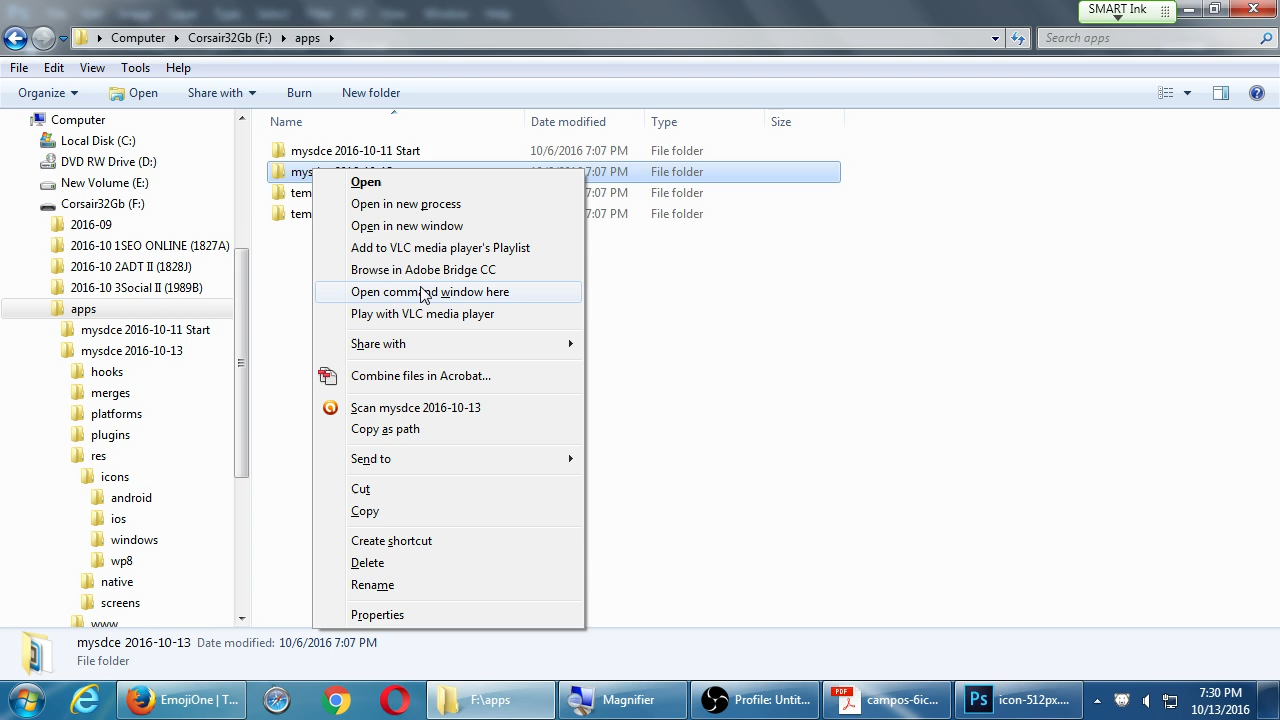 SMART Ink
Computer
Corsair32Gb (F:)
apps
Search apps
File Edit View Tools Help
Organize Open Share with Burn New folder
Computer
Local Disk (C:)
DVD RW Drive (D:)
New Volume (E:)
Corsair32Gb (F:)
2016-09
2016-10 1SEO ONLINE (1827A)
2016-10 2ADT II (1828J)
2016-10 3Social II (1989B)
apps
mysdce 2016-10-11 Start
mysdce 2016-10-13
hooks
merges
platforms
plugins
res
icons
android
ios
windows
wp8
native
screens
www
Name Date modified Type Size
mysdce 2016-10-11 Start 10/6/2016 7:07 PM File folder
mys File folder
tem 7:07 PM File folder
tem 7:07 PM File folder
Open
Open in new process
Open in new window
Add to VLC media player's Playlist
Browse in Adobe Bridge CC
Open command window here
Play with VLC media player
Share with
Combine files in Acrobat...
Scan mysdce 2016-10-13
Copy as path
Send to
Cut
Copy
Create shortcut
Delete
Rename
Properties
mysdce 2016-10-13 Date modified: 10/6/2016 7:07 PM
File folder
EmojiOne | T...
F:\apps
Magnifier
Profile: Untit...
PDF
campos-6ic...
Ps
icon-512px....
7:30 PM
10/13/2016